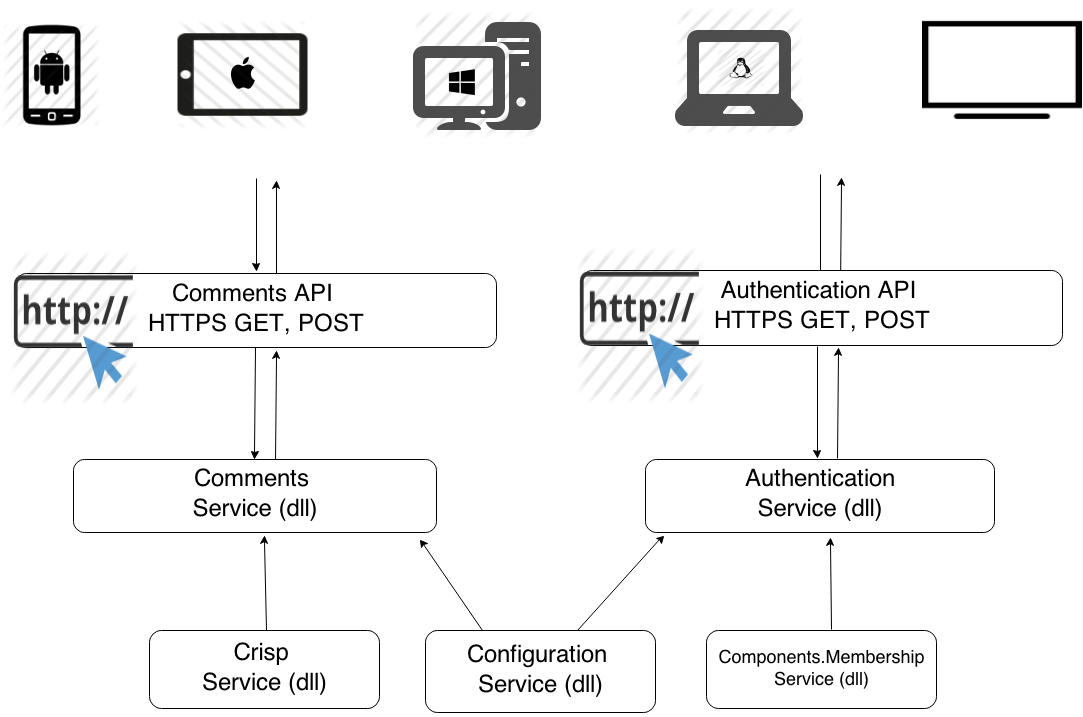 http://
Comments API
HTTPS GET, POST
http://
Authentication API
HTTPS GET, POST
Comments
Service (dll)
Authentication
Service (dll)
Crisp
Service (dll)
Configuration
Service (dll)
Components.Membership
Service (dll)